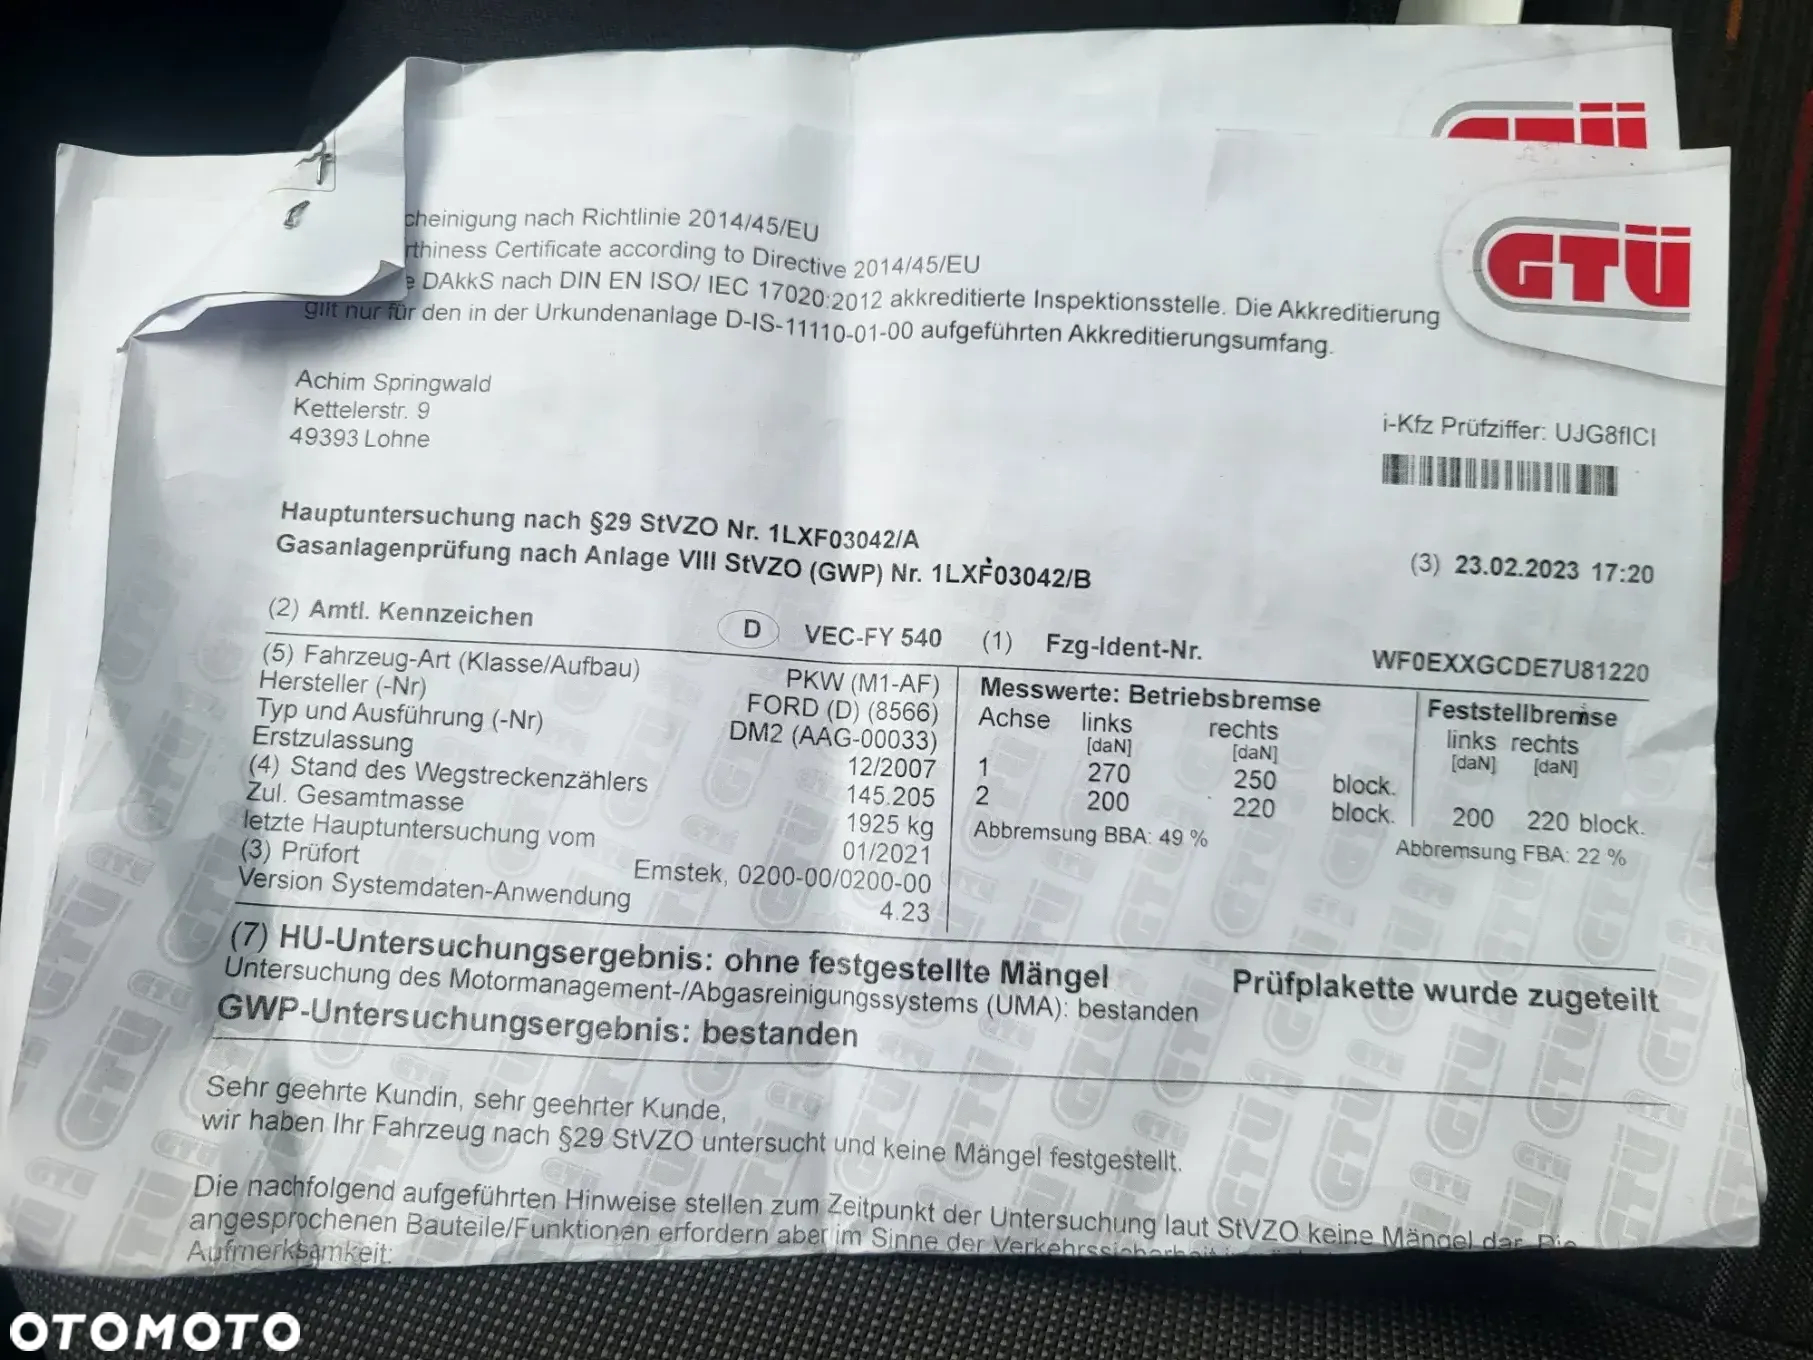 GTÜ
GTÜ
cheinigung nach Richtlinie 2014/45/EU
rthiness Certificate according to Directive 2014/45/EU
e DAkkS nach DIN EN ISO/ IEC 17020:2012 akkreditierte Inspektionsstelle. Die Akkreditierung
gilt nur für den in der Urkundenanlage D-IS-11110-01-00 aufgeführten Akkreditierungsumfang.
Achim Springwald
Kettelerstr. 9
49393 Lohne
i-Kfz Prüfziffer: UJG8fICI
Hauptuntersuchung nach §29 StVZO Nr. 1LXF03042/A
Gasanlagenprüfung nach Anlage VIII StVZO (GWP) Nr. 1LXF03042/B
(3) 23.02.2023 17:20
(2) Amtl. Kennzeichen D VEC-FY 540 (1) Fzg-Ident-Nr. WF0EXXGCDE7U81220
(5) Fahrzeug-Art (Klasse/Aufbau) PKW (M1-AF)
Hersteller (-Nr) FORD (D) (8566)
Typ und Ausführung (-Nr) DM2 (AAG-00033)
Erstzulassung 12/2007
(4) Stand des Wegstreckenzählers 145.205
Zul. Gesamtmasse 1925 kg
letzte Hauptuntersuchung vom 01/2021
(3) Prüfort Emstek, 0200-00/0200-00
Version Systemdaten-Anwendung 4.23
Messwerte: Betriebsbremse
Achse links rechts
[daN] [daN]
1 270 250 block.
2 200 220 block.
Abbremsung BBA: 49 %
Feststellbremse
links rechts
[daN] [daN]
200 220 block.
Abbremsung FBA: 22 %
(7) HU-Untersuchungsergebnis: ohne festgestellte Mängel Prüfplakette wurde zugeteilt
Untersuchung des Motormanagement-/Abgasreinigungssystems (UMA): bestanden
GWP-Untersuchungsergebnis: bestanden
Sehr geehrte Kundin, sehr geehrter Kunde,
wir haben Ihr Fahrzeug nach §29 StVZO untersucht und keine Mängel festgestellt.
Die nachfolgend aufgeführten Hinweise stellen zum Zeitpunkt der Untersuchung laut StVZO keine Mängel dar. Die
angesprochenen Bauteile/Funktionen erfordern aber im Sinne der Verkehrssicherheit
Aufmerksamkeit:
OTOMOTO